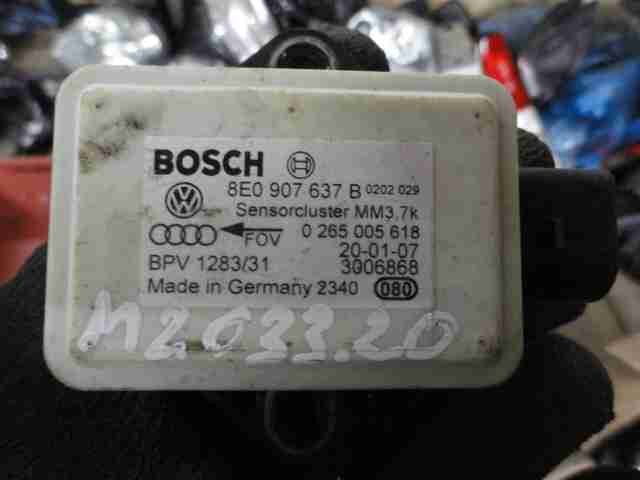 BOSCH
8E0 907 637 B 0202 029
Sensorcluster MM3.7k
FOV 0 265 005 618
20-01-07
BPV 1283/31 3006868
Made in Germany 2340 080
M2033.20